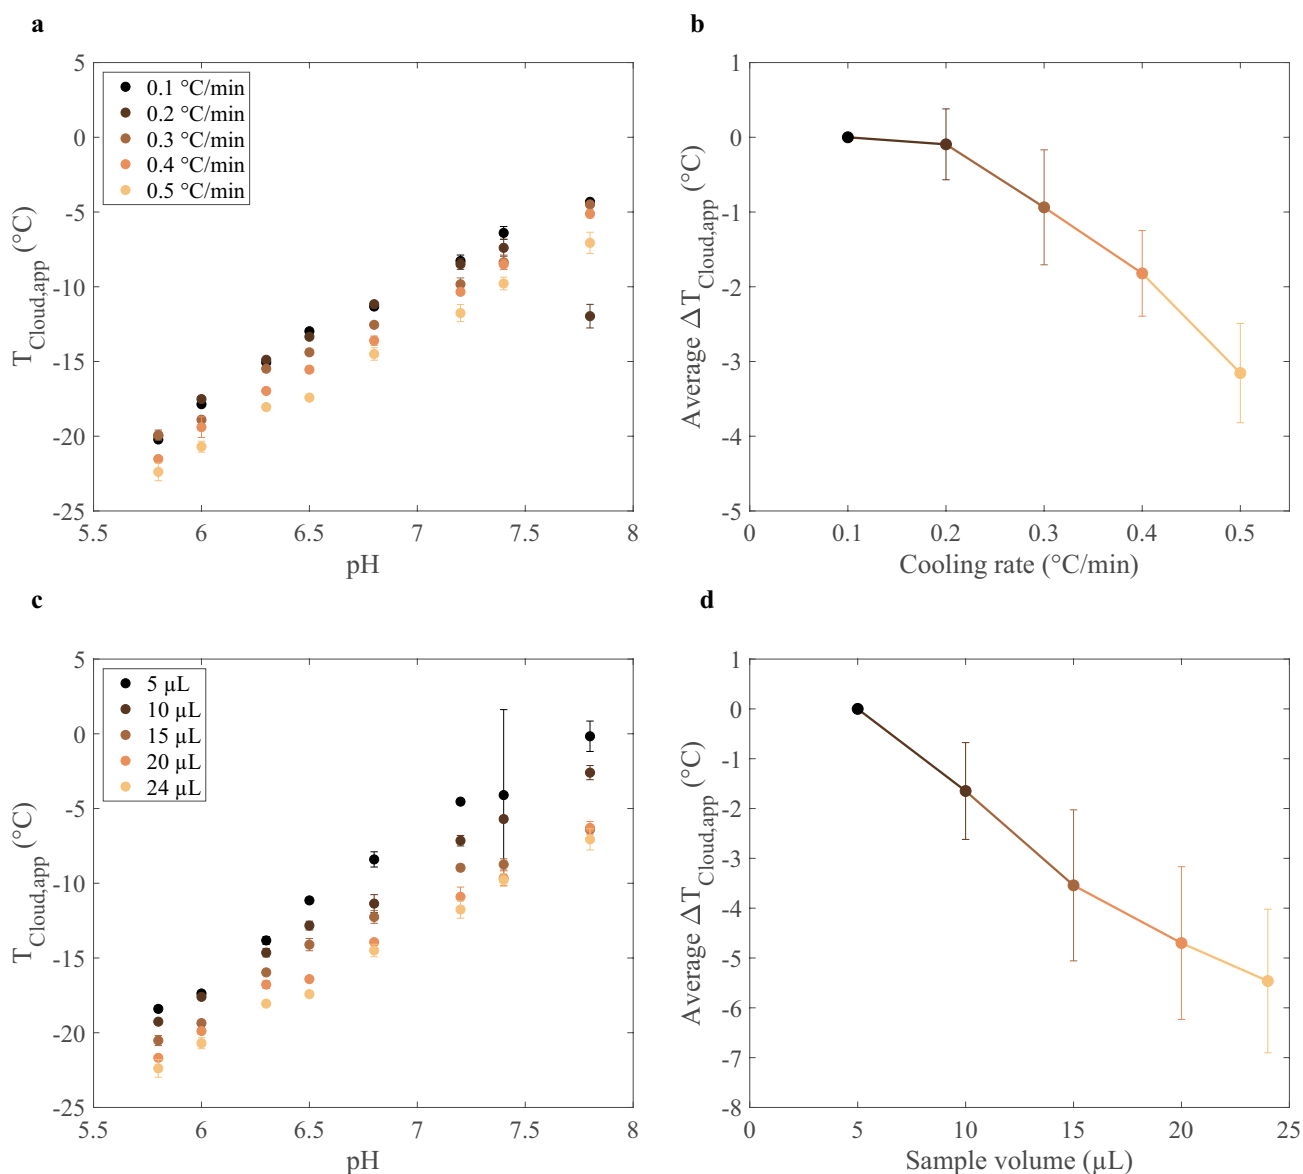 a
T_Cloud,app (°C)
5
0
-5
-10
-15
-20
-25
0.1 °C/min
0.2 °C/min
0.3 °C/min
0.4 °C/min
0.5 °C/min
5.5 6 6.5 7 7.5 8
pH
b
Average ΔT_Cloud,app (°C)
1
0
-1
-2
-3
-4
-5
0 0.1 0.2 0.3 0.4 0.5
Cooling rate (°C/min)
c
T_Cloud,app (°C)
5
0
-5
-10
-15
-20
-25
5 µL
10 µL
15 µL
20 µL
24 µL
5.5 6 6.5 7 7.5 8
pH
d
Average ΔT_Cloud,app (°C)
1
0
-1
-2
-3
-4
-5
-6
-7
-8
0 5 10 15 20 25
Sample volume (µL)